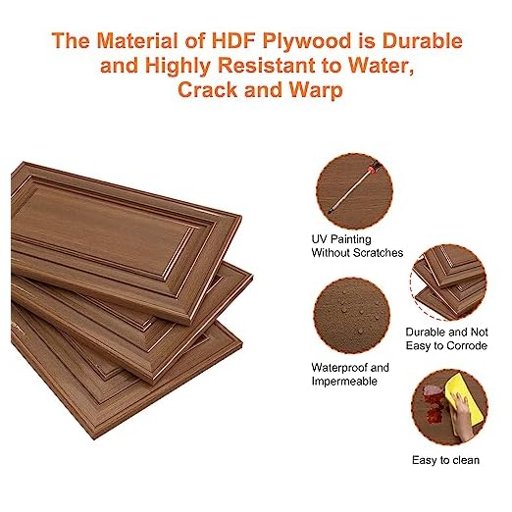 The Material of HDF Plywood is Durable
and Highly Resistant to Water,
Crack and Warp
UV Painting
Without Scratches
Durable and Not
Easy to Corrode
Waterproof and
Impermeable
Easy to clean